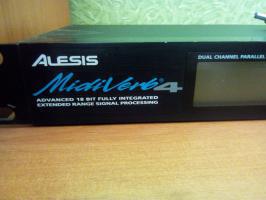 ALESIS
MidiVerb®4
ADVANCED 18 BIT FULLY INTEGRATED
EXTENDED RANGE SIGNAL PROCESSING
DUAL CHANNEL PARALLEL